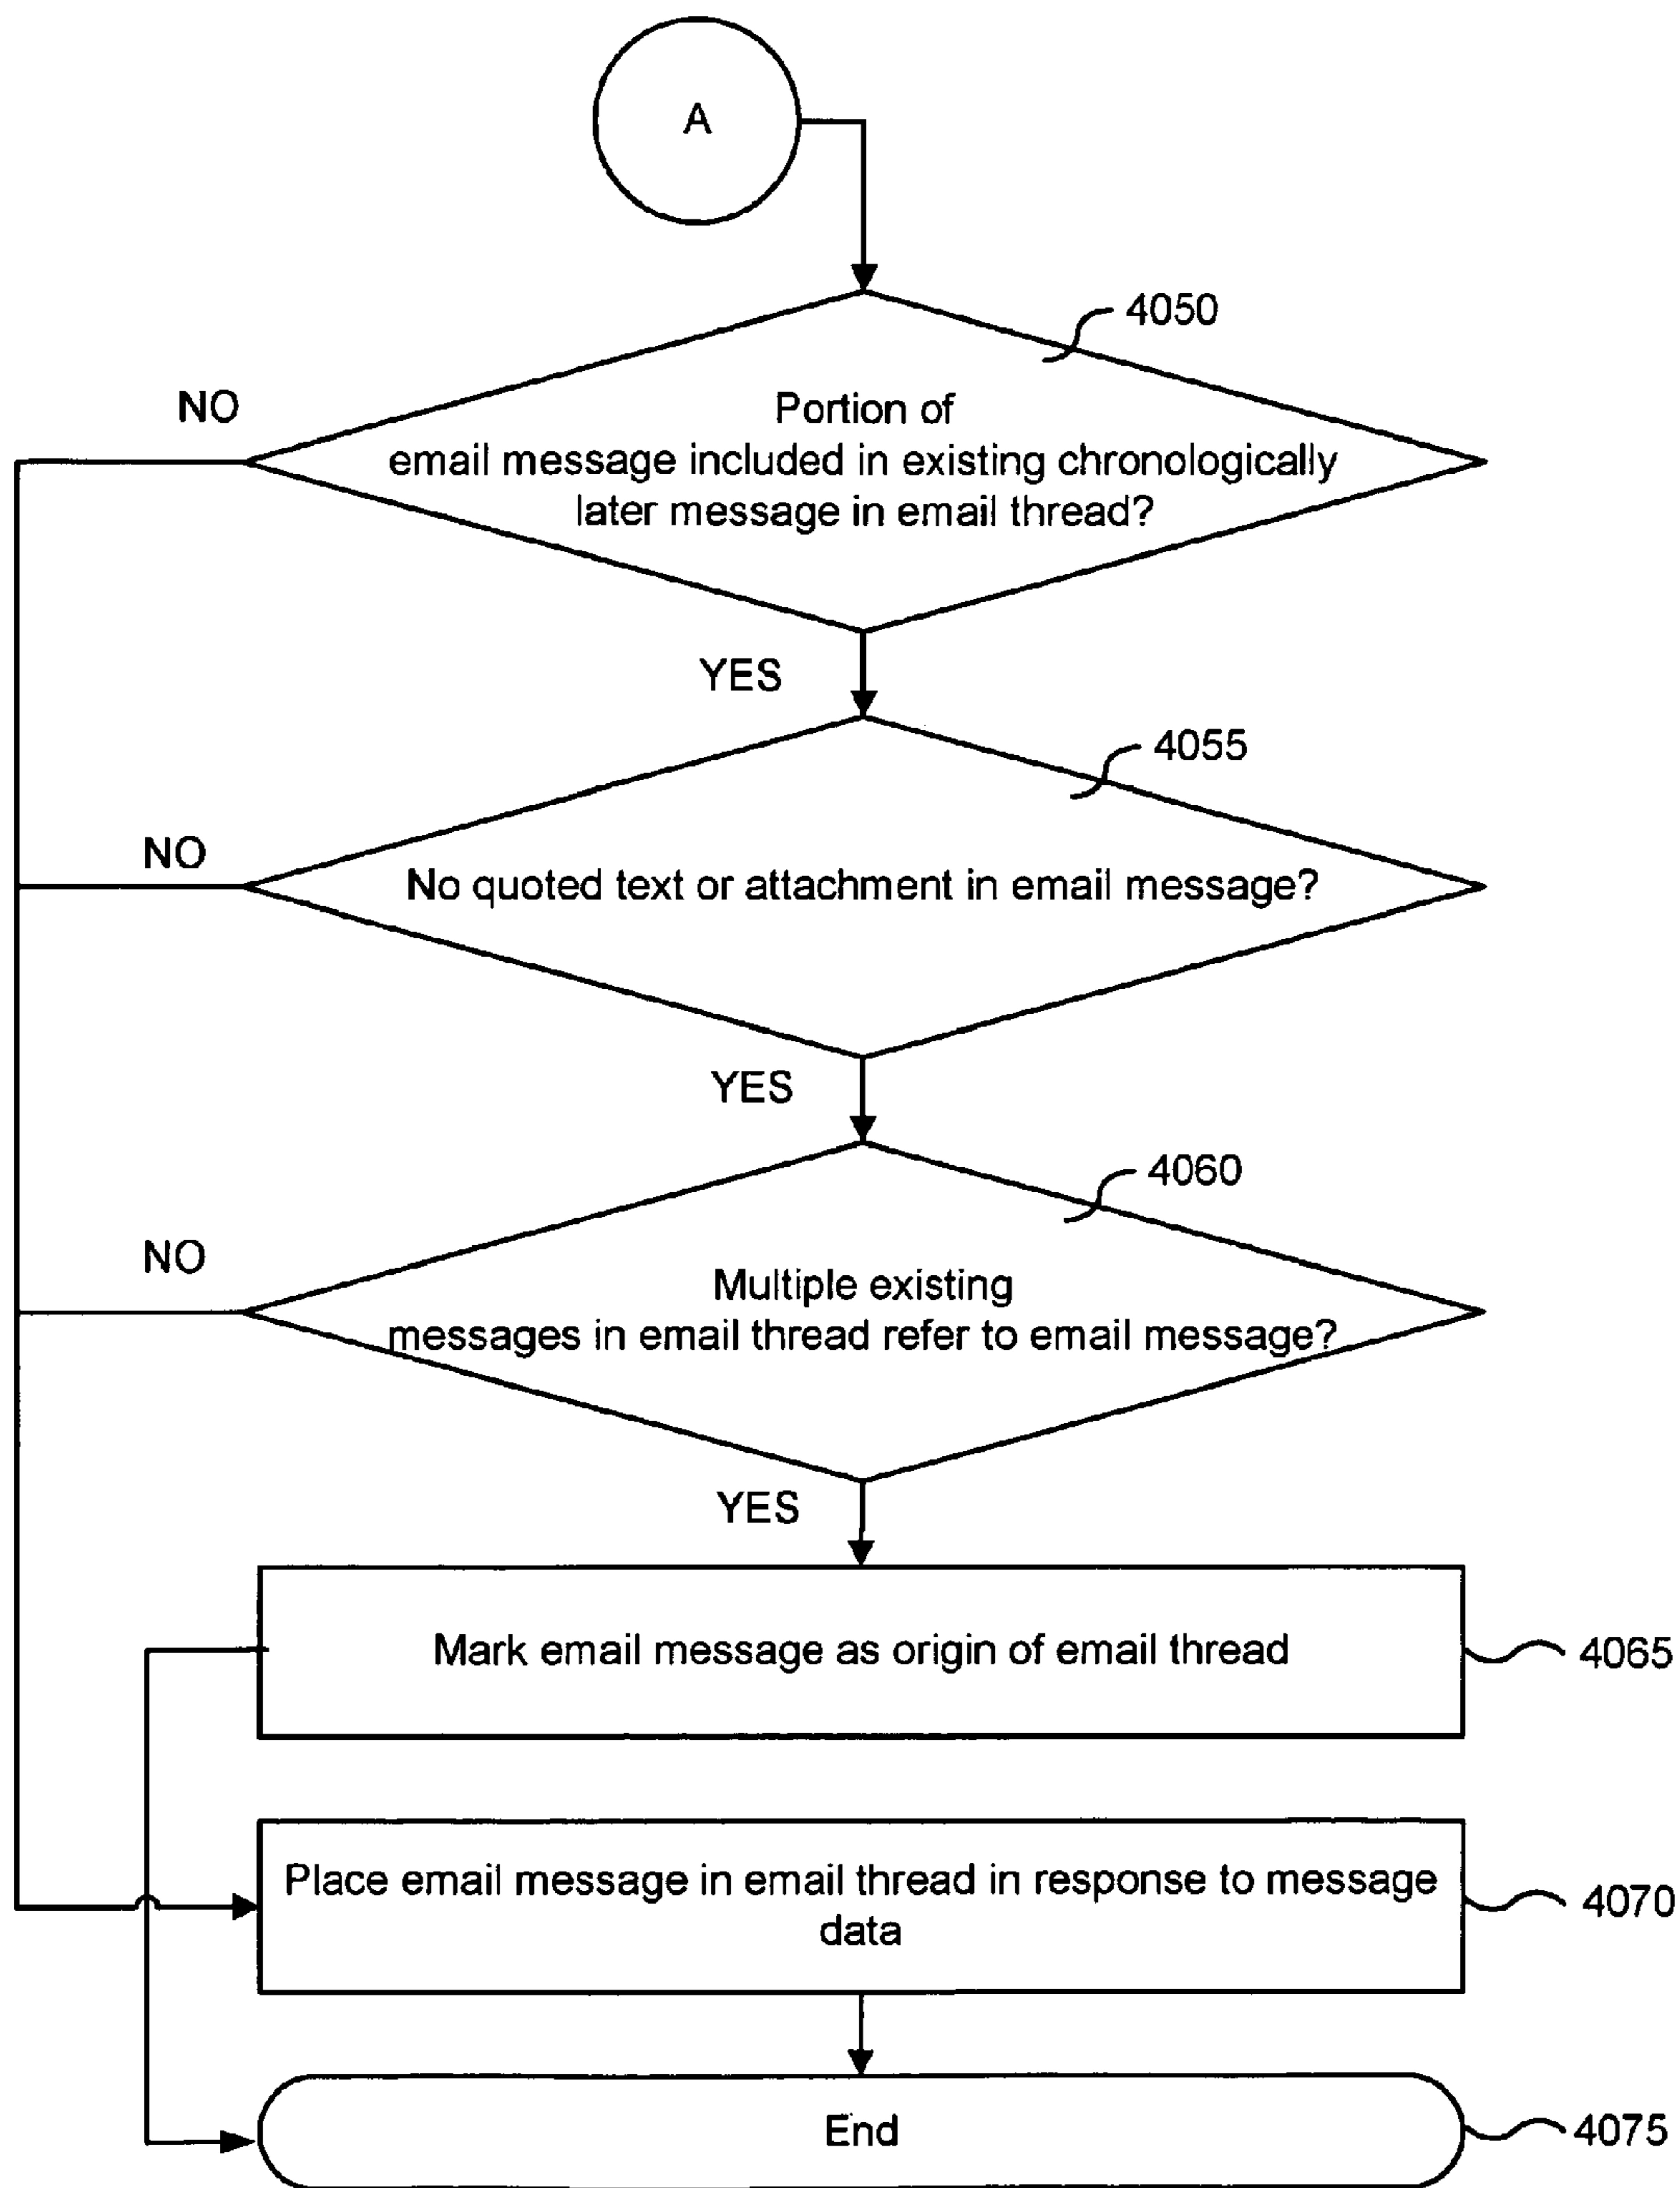 A
4050
NO
Portion of
email message included in existing chronologically
later message in email thread?
YES
4055
NO
No quoted text or attachment in email message?
YES
4060
NO
Multiple existing
messages in email thread refer to email message?
YES
Mark email message as origin of email thread
4065
Place email message in email thread in response to message
data
4070
End
4075